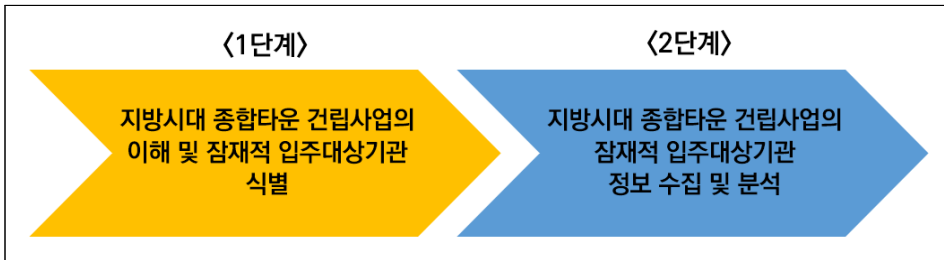 〈1단계〉
지방시대 종합타운 건립사업의
이해 및 잠재적 입주대상기관
식별
〈2단계〉
지방시대 종합타운 건립사업의
잠재적 입주대상기관
정보 수집 및 분석